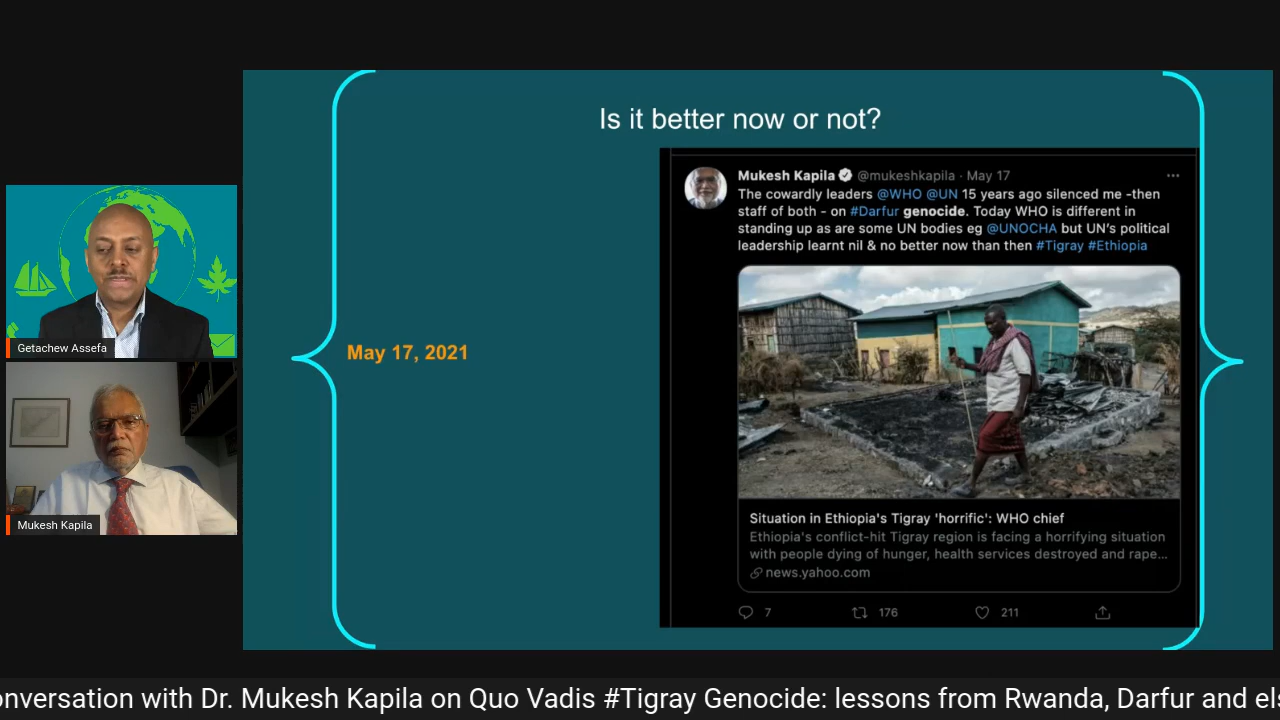 Is it better now or not?
Mukesh Kapila @mukeshkapila · May 17
The cowardly leaders @WHO @UN 15 years ago silenced me -then
staff of both - on #Darfur genocide. Today WHO is different in
standing up as are some UN bodies eg @UNOCHA but UN's political
leadership learnt nil & no better now than then #Tigray #Ethiopia
Situation in Ethiopia's Tigray 'horrific': WHO chief
Ethiopia's conflict-hit Tigray region is facing a horrifying situation
with people dying of hunger, health services destroyed and rape...
news.yahoo.com
7 176 211
May 17, 2021
Getachew Assefa
Mukesh Kapila
onversation with Dr. Mukesh Kapila on Quo Vadis #Tigray Genocide: lessons from Rwanda, Darfur and els